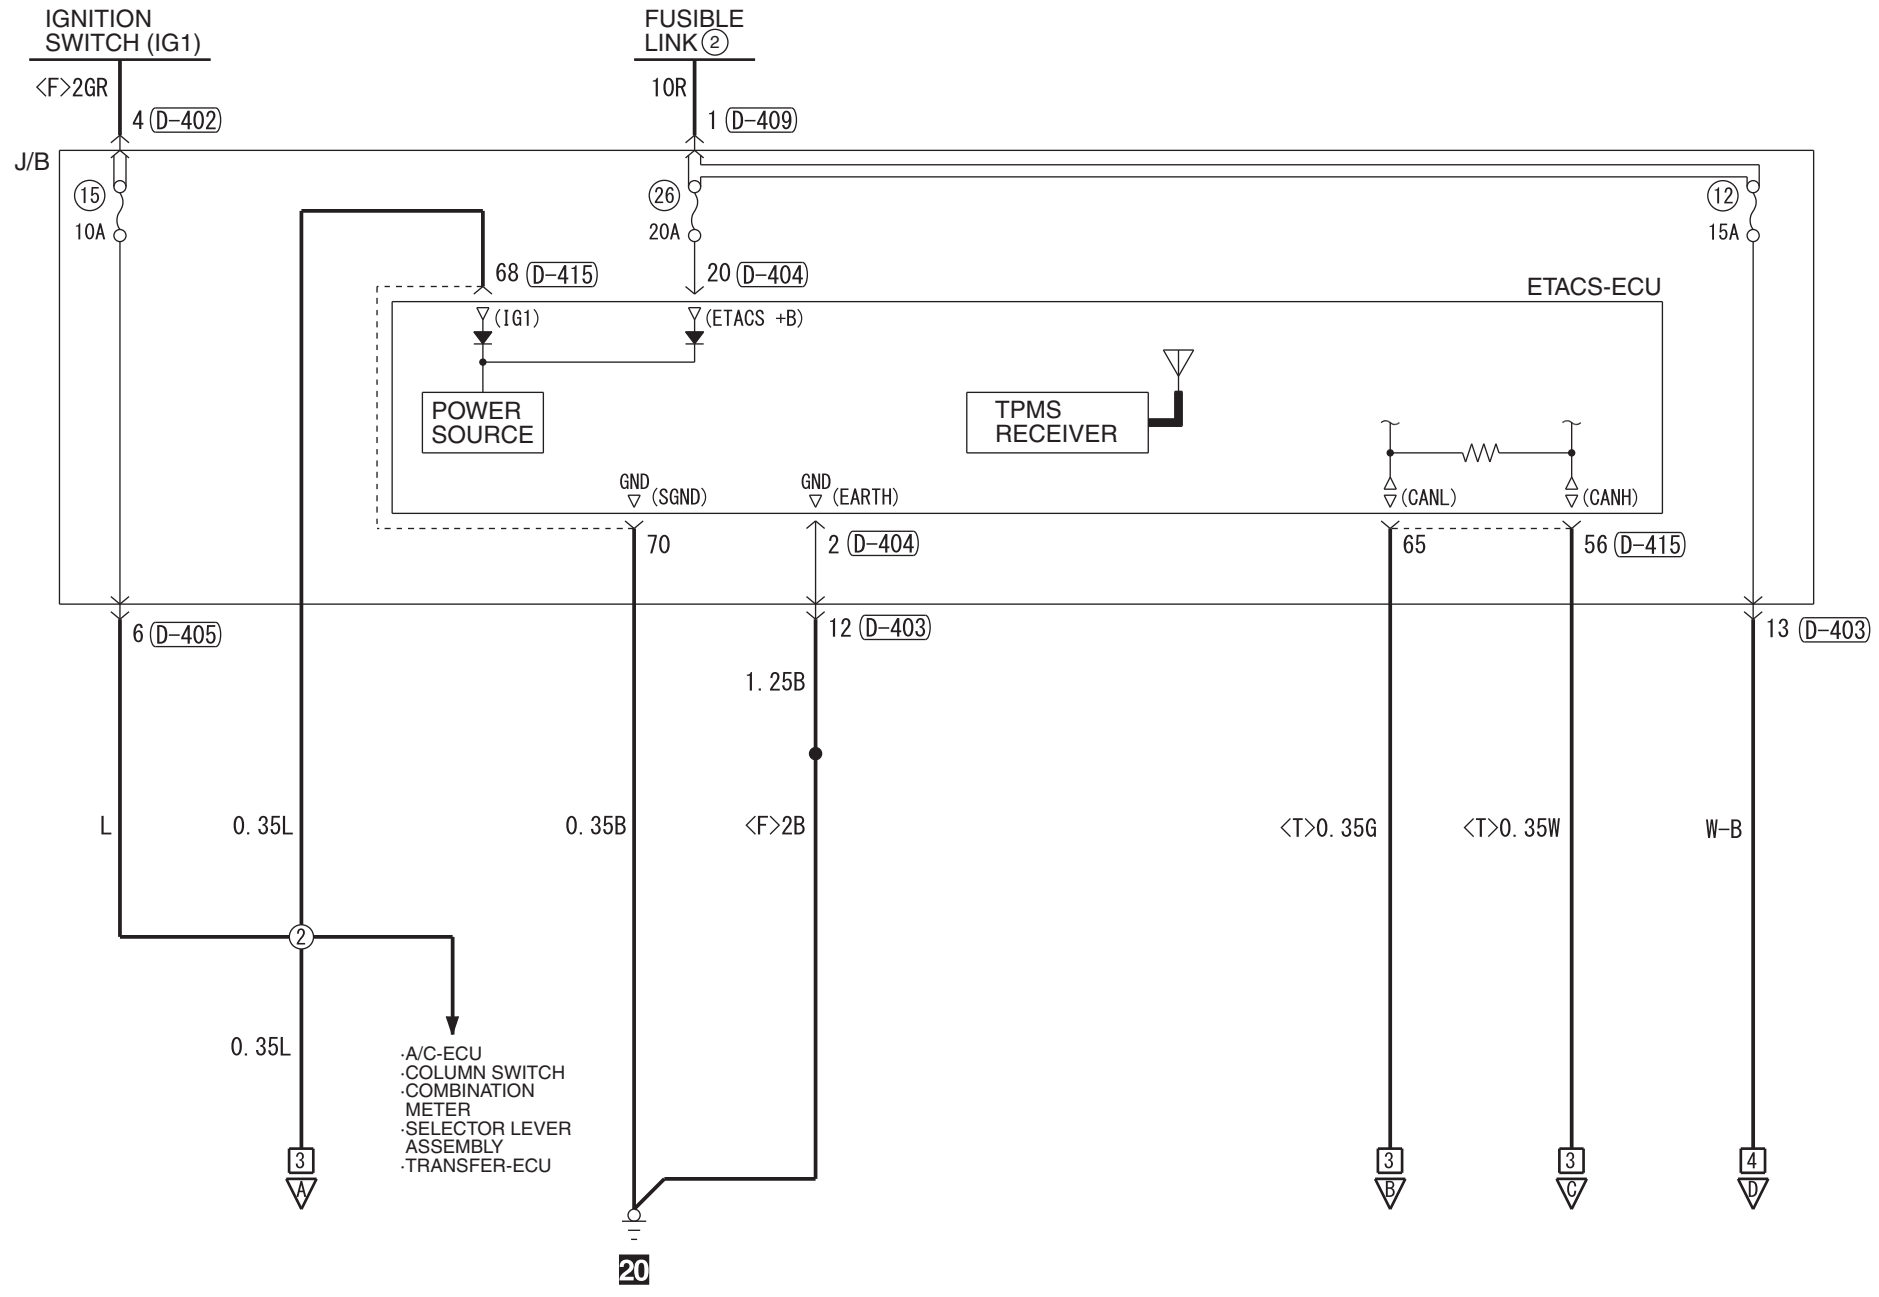 IGNITION
SWITCH (IG1)
FUSIBLE
LINK ②
<F>2GR
10R
4 (D-402)
1 (D-409)
J/B
15
26
12
10A
20A
15A
68 (D-415)
20 (D-404)
ETACS-ECU
(IG1)
(ETACS +B)
POWER
SOURCE
TPMS
RECEIVER
GND
(SGND)
GND
(EARTH)
(CANL)
(CANH)
70
2 (D-404)
65
56 (D-415)
6 (D-405)
12 (D-403)
13 (D-403)
1.25B
L
0.35L
0.35B
<F>2B
<T>0.35G
<T>0.35W
W-B
2
0.35L
·A/C-ECU
·COLUMN SWITCH
·COMBINATION
METER
·SELECTOR LEVER
ASSEMBLY
·TRANSFER-ECU
3
3
3
4
A
B
C
D
20